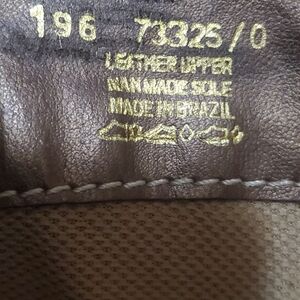 196 73325/0
LEATHER UPPER
MAN MADE SOLE
MADE IN BRAZIL